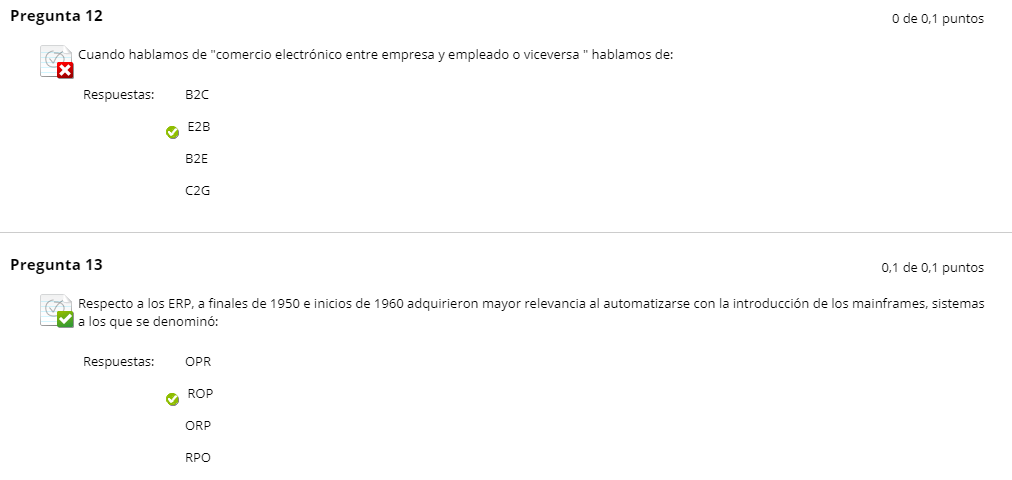 Pregunta 12
0 de 0,1 puntos
Cuando hablamos de "comercio electrónico entre empresa y empleado o viceversa " hablamos de:
Respuestas: B2C
E2B
B2E
C2G
Pregunta 13
0,1 de 0,1 puntos
Respecto a los ERP, a finales de 1950 e inicios de 1960 adquirieron mayor relevancia al automatizarse con la introducción de los mainframes, sistemas
a los que se denominó:
Respuestas: OPR
ROP
ORP
RPO